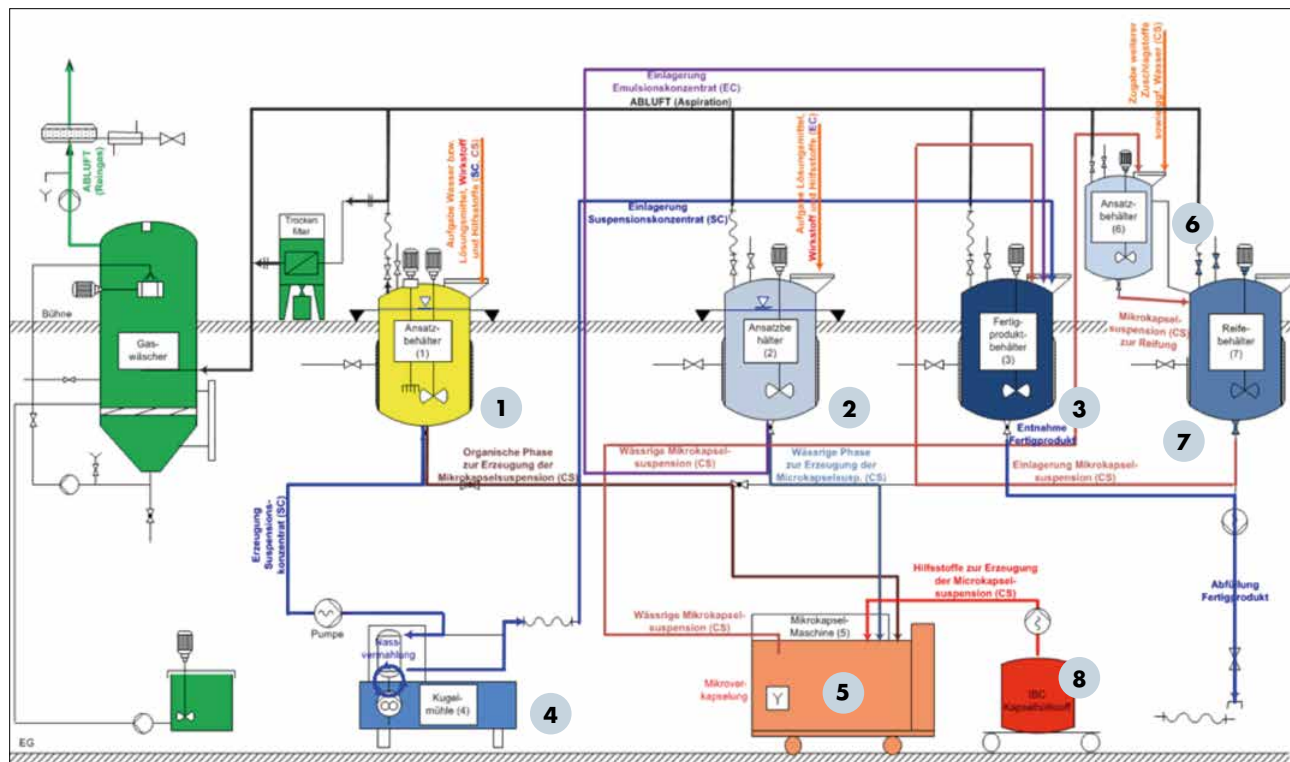 Einlagerung
Emulsionskonzentrat (EC)
ABLUFT (Aspiration)
Zugabe weiterer
Zuschlagstoffe
sowie ggf. Wasser (CS)
ABLUFT
(Reingas)
Trocken
filter
Aufgabe Wasser bzw.
Lösungsmittel, Wirkstoff
und Hilfsstoffe (SC, CS)
Einlagerung
Suspensionskonzentrat (SC)
Aufgabe Lösungsmittel,
Wirkstoff und Hilfsstoffe (EC)
Ansatz-
behälter
(6)
6
Bühne
Gas-
wäscher
Ansatz-
behälter
(1)
1
Ansatzbe
hälter
(2)
2
Fertig-
produkt-
behälter
(3)
3
Mikrokapsel-
suspension (CS)
zur Reifung
Reife-
behälter
(7)
7
Organische Phase
zur Erzeugung der
Mikrokapselsuspension (CS)
Wässrige Mikrokapsel-
suspension (CS)
Wässrige Phase
zur Erzeugung der
Microkapselsusp. (CS)
Entnahme
Fertigprodukt
Einlagerung Mikrokapsel-
suspension (CS)
Erzeugung
Suspensions-
konzentrat (SC)
Pumpe
Nass-
vermahlung
Kugel-
mühle (4)
4
Wässrige Mikrokapsel-
suspension (CS)
Mikrokapsel-
Maschine (5)
Hilfsstoffe zur Erzeugung
der Microkapsel-
suspension (CS)
Abfüllung
Fertigprodukt
Mikrover-
kapselung
Y
5
IBC
8
EG